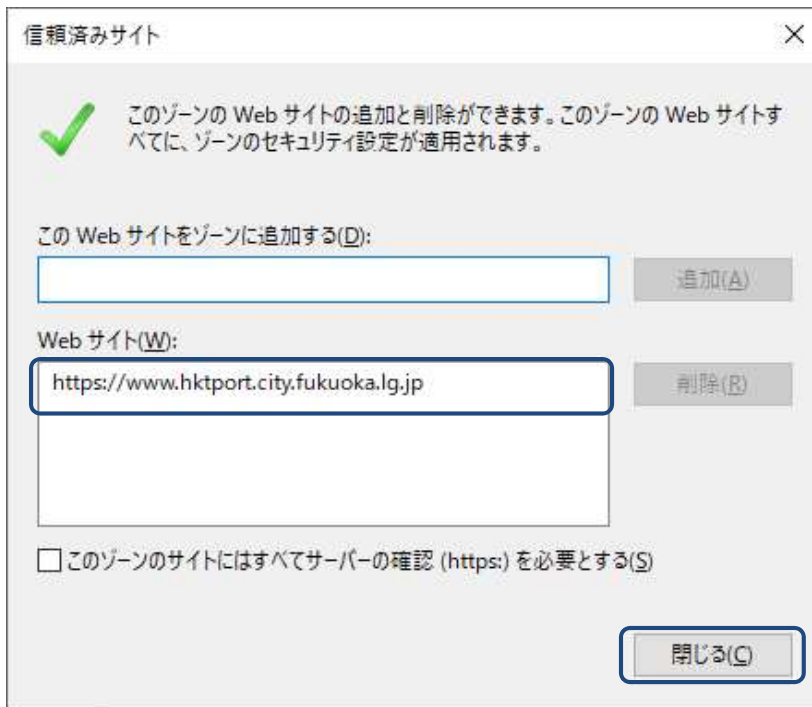 信頼済みサイト
このゾーンの Web サイトの追加と削除ができます。このゾーンの Web サイトす
べてに、ゾーンのセキュリティ設定が適用されます。
この Web サイトをゾーンに追加する(D):
追加(A)
Web サイト(W):
https://www.hktport.city.fukuoka.lg.jp
削除(R)
このゾーンのサイトにはすべてサーバーの確認 (https:) を必要とする(S)
閉じる(C)